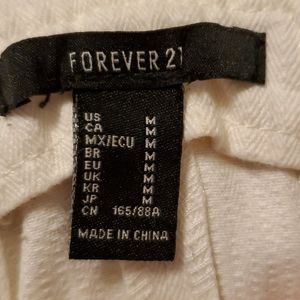 FOREVER 21
US M
CA M
MX/ECU M
BR M
EU M
UK M
KR M
JP M
CN 165/88A
MADE IN CHINA